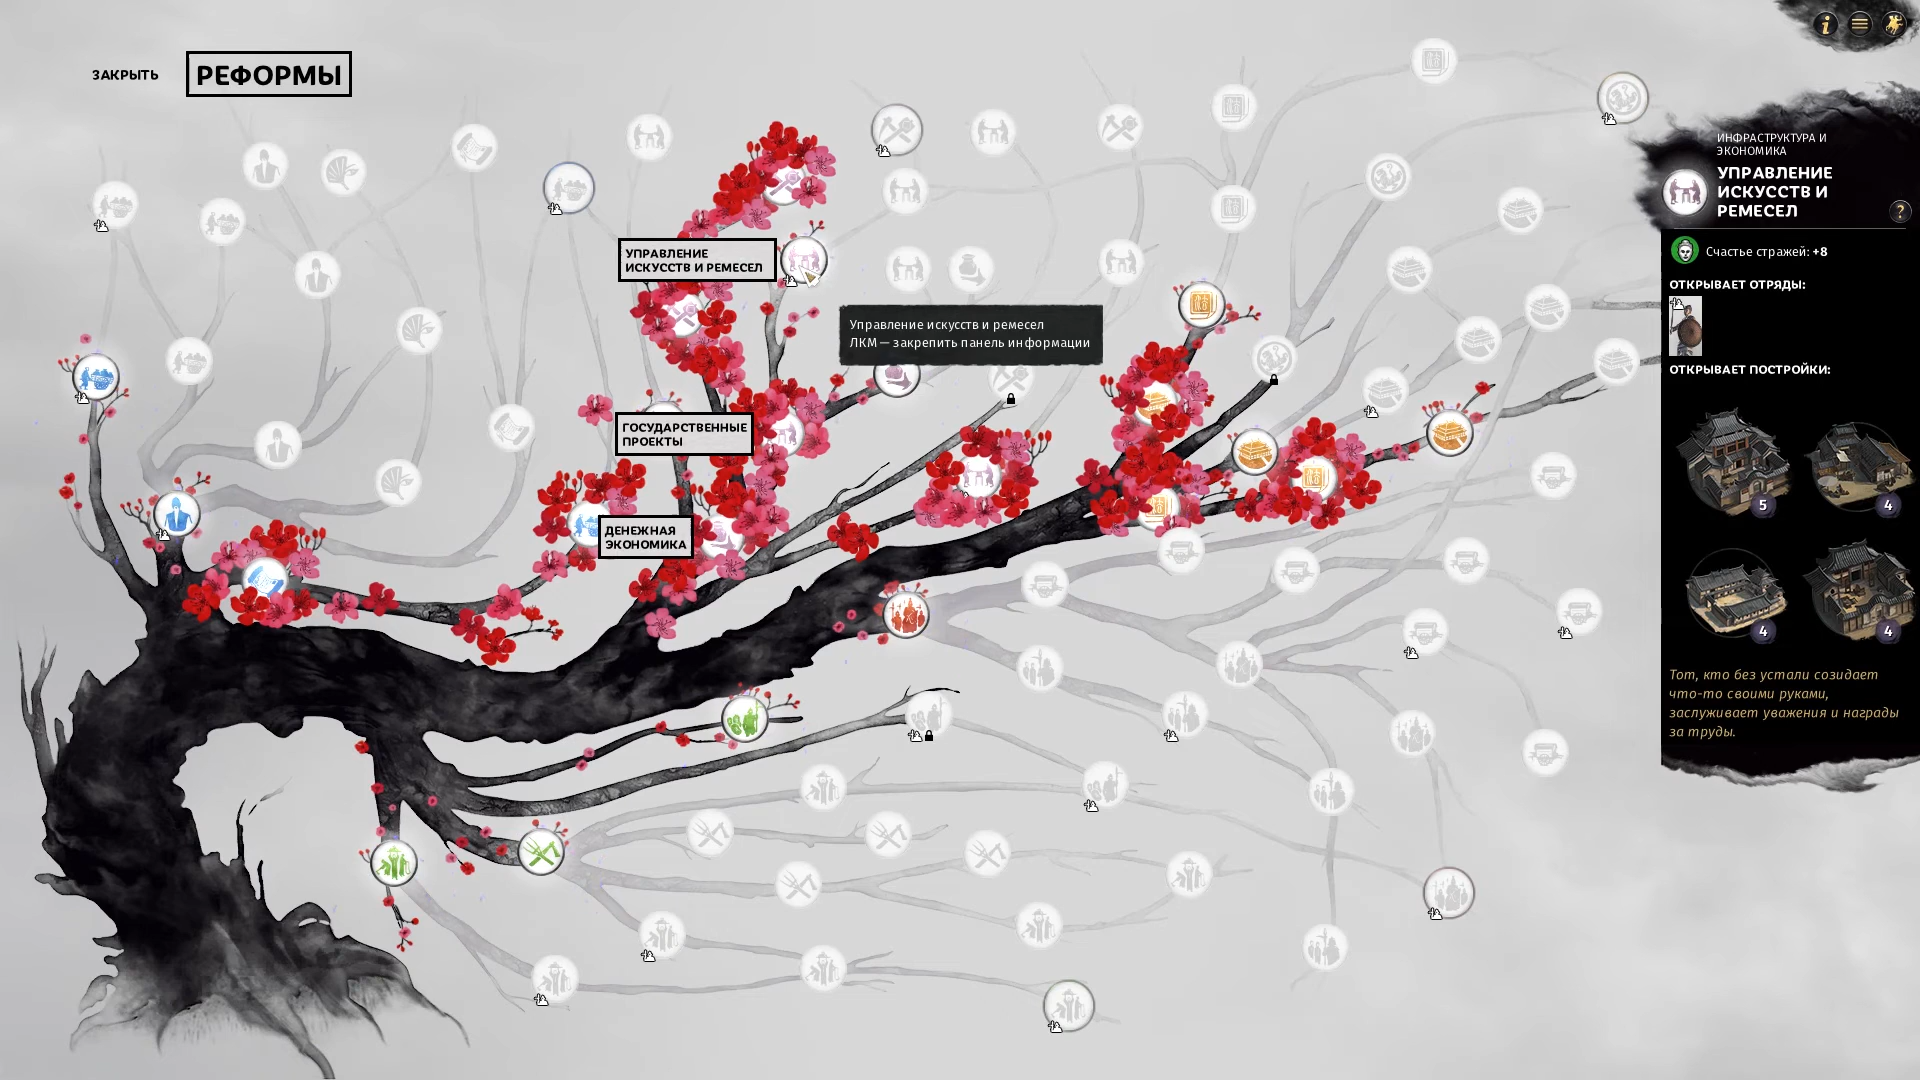 ЗАКРЫТЬ
РЕФОРМЫ
УПРАВЛЕНИЕ
ИСКУССТВ И РЕМЕСЕЛ
Управление искусств и ремесел
ЛКМ — закрепить панель информации
ГОСУДАРСТВЕННЫЕ
ПРОЕКТЫ
ДЕНЕЖНАЯ
ЭКОНОМИКА
ИНФРАСТРУКТУРА И
ЭКОНОМИКА
УПРАВЛЕНИЕ
ИСКУССТВ И
РЕМЕСЕЛ
?
Счастье стражей: +8
ОТКРЫВАЕТ ОТРЯДЫ:
ОТКРЫВАЕТ ПОСТРОЙКИ:
5
4
4
4
Тот, кто без устали созидает
что-то своими руками,
заслуживает уважения и награды
за труды.